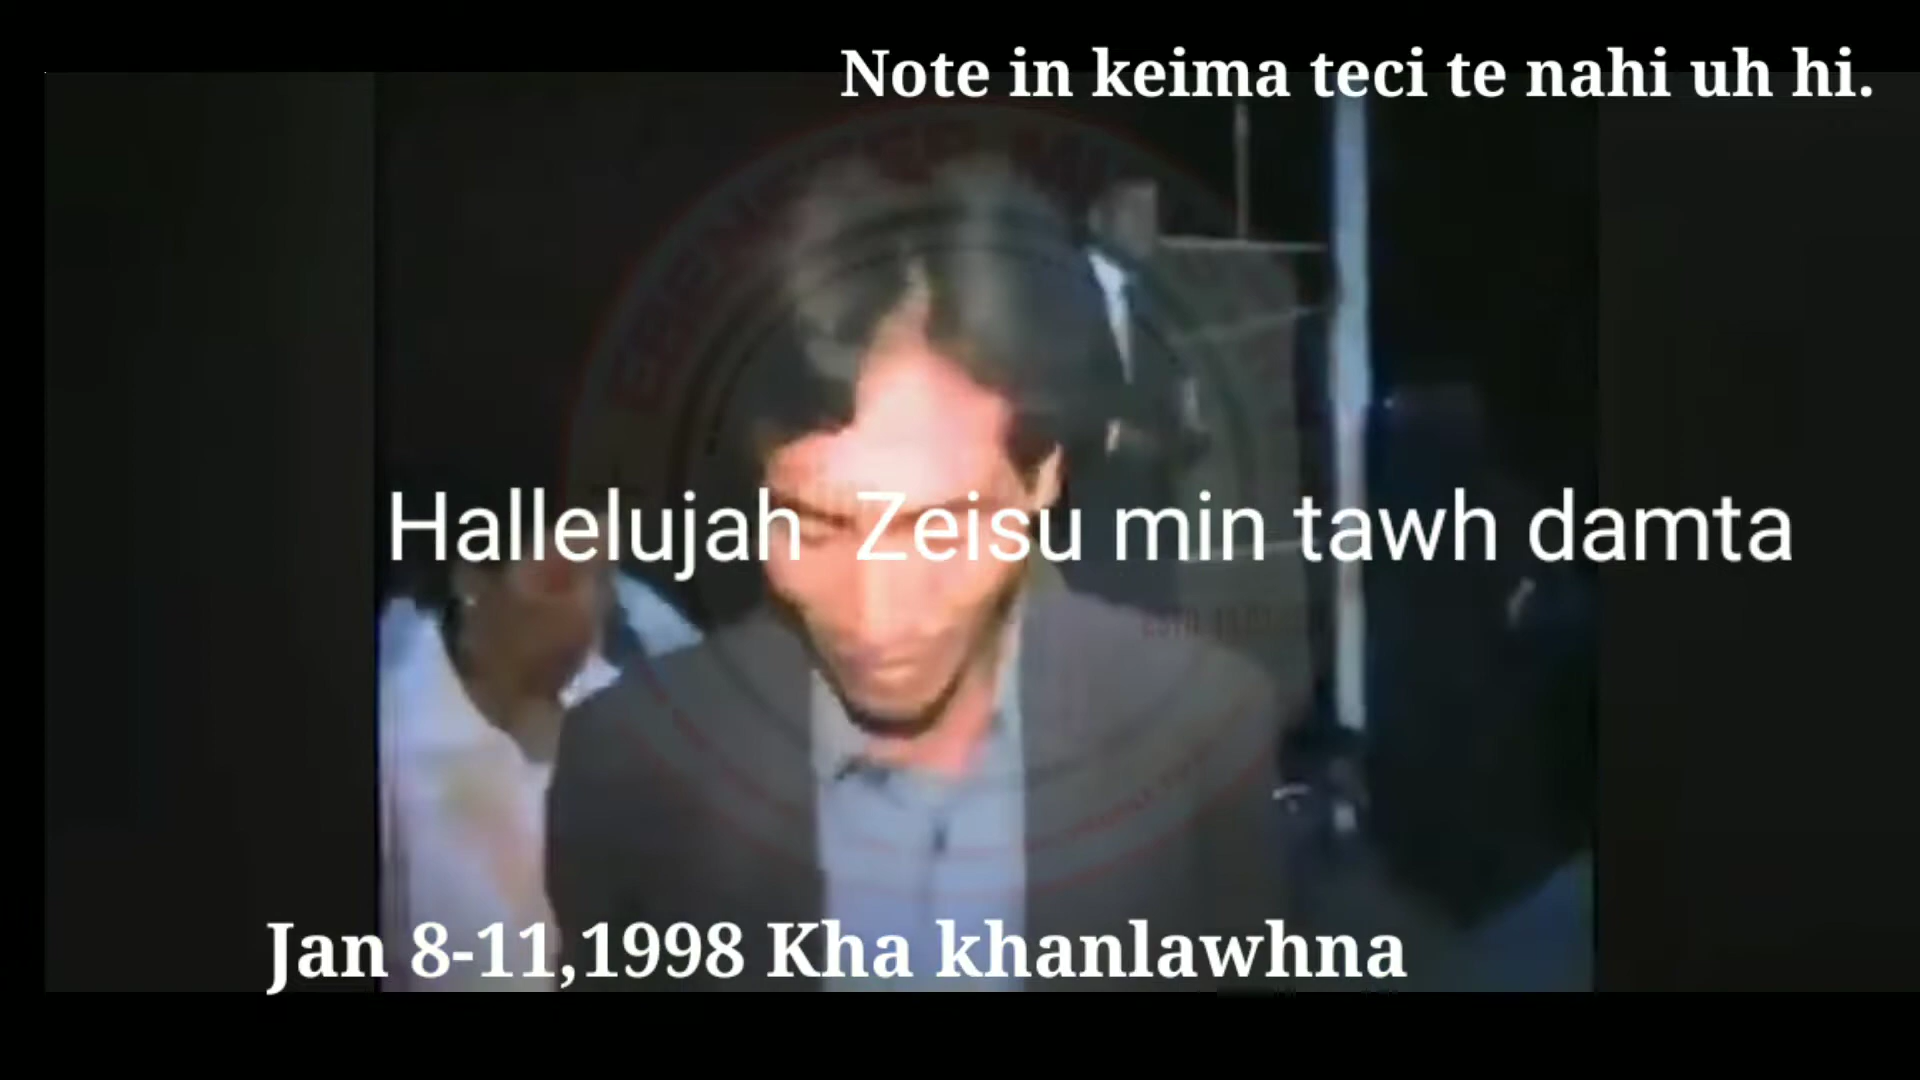 Note in keima teci te nahi uh hi.
Hallelujah Zeisu min tawh damta
Jan 8-11,1998 Kha khanlawhna